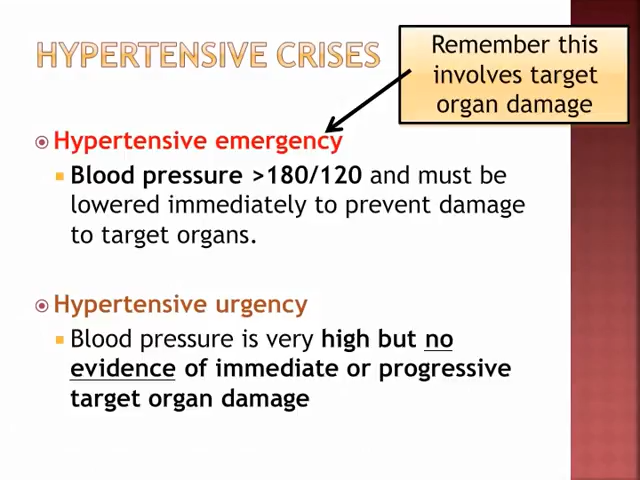 HYPERTENSIVE CRISES
Remember this
involves target
organ damage
Hypertensive emergency
Blood pressure >180/120 and must be
lowered immediately to prevent damage
to target organs.
Hypertensive urgency
Blood pressure is very high but no
evidence of immediate or progressive
target organ damage